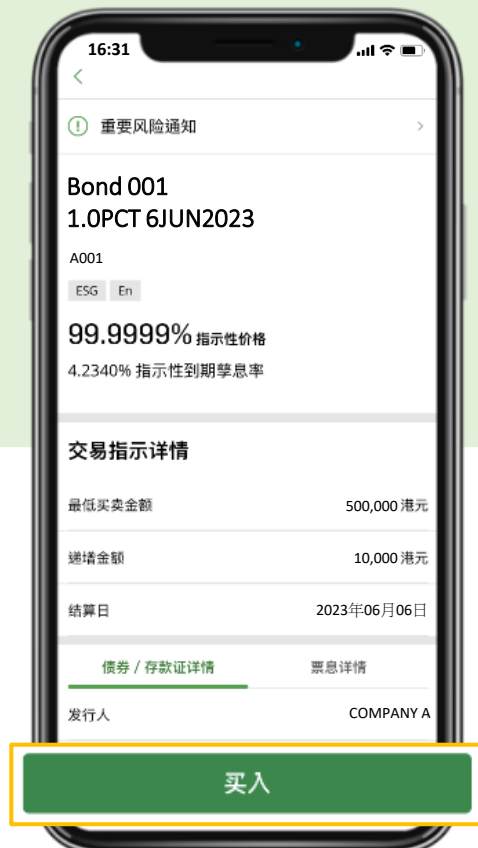 16:31
重要风险通知
Bond 001
1.0PCT 6JUN2023
A001
ESG En
99.9999% 指示性价格
4.2340% 指示性到期孳息率
交易指示详情
最低买卖金额 500,000 港元
递增金额 10,000 港元
结算日 2023年06月06日
债券 / 存款证详情 票息详情
发行人 COMPANY A
买入